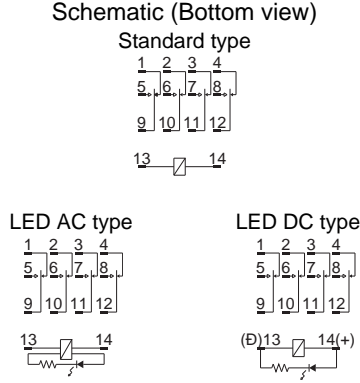 Schematic (Bottom view)
Standard type
1 2 3 4
5 6 7 8
9 10 11 12
13 14
LED AC type
1 2 3 4
5 6 7 8
9 10 11 12
13 14
LED DC type
1 2 3 4
5 6 7 8
9 10 11 12
(Ð)13 14(+)